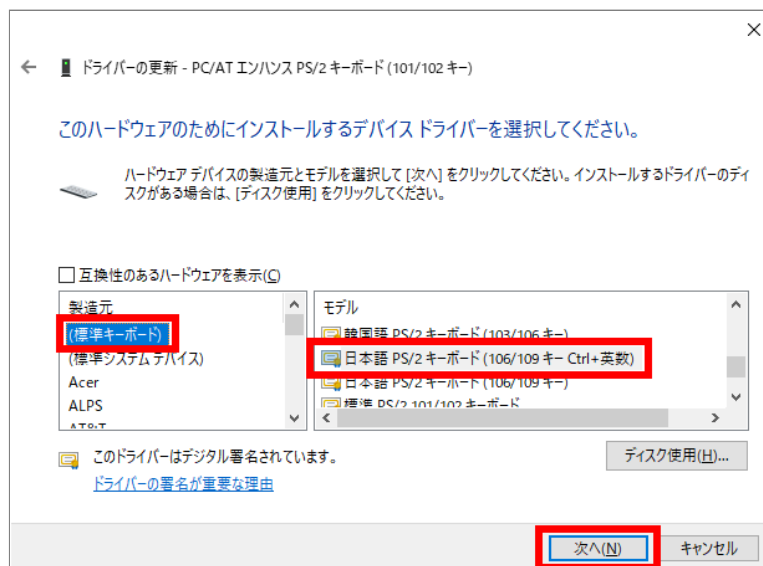 ドライバーの更新 - PC/AT エンハンス PS/2 キーボード (101/102 キー)
このハードウェアのためにインストールするデバイス ドライバーを選択してください。
ハードウェア デバイスの製造元とモデルを選択して [次へ] をクリックしてください。インストールするドライバーのディ
スクがある場合は、[ディスク使用] をクリックしてください。
互換性のあるハードウェアを表示(C)
製造元
(標準キーボード)
(標準システム デバイス)
Acer
ALPS
AT&T
モデル
韓国語 PS/2 キーボード (103/106 キー)
日本語 PS/2 キーボード (106/109 キー Ctrl+英数)
日本語 PS/2 キーボード (106/109 キー)
標準 PS/2 101/102 キーボード
このドライバーはデジタル署名されています。
ディスク使用(H)...
ドライバーの署名が重要な理由
次へ(N)
キャンセル